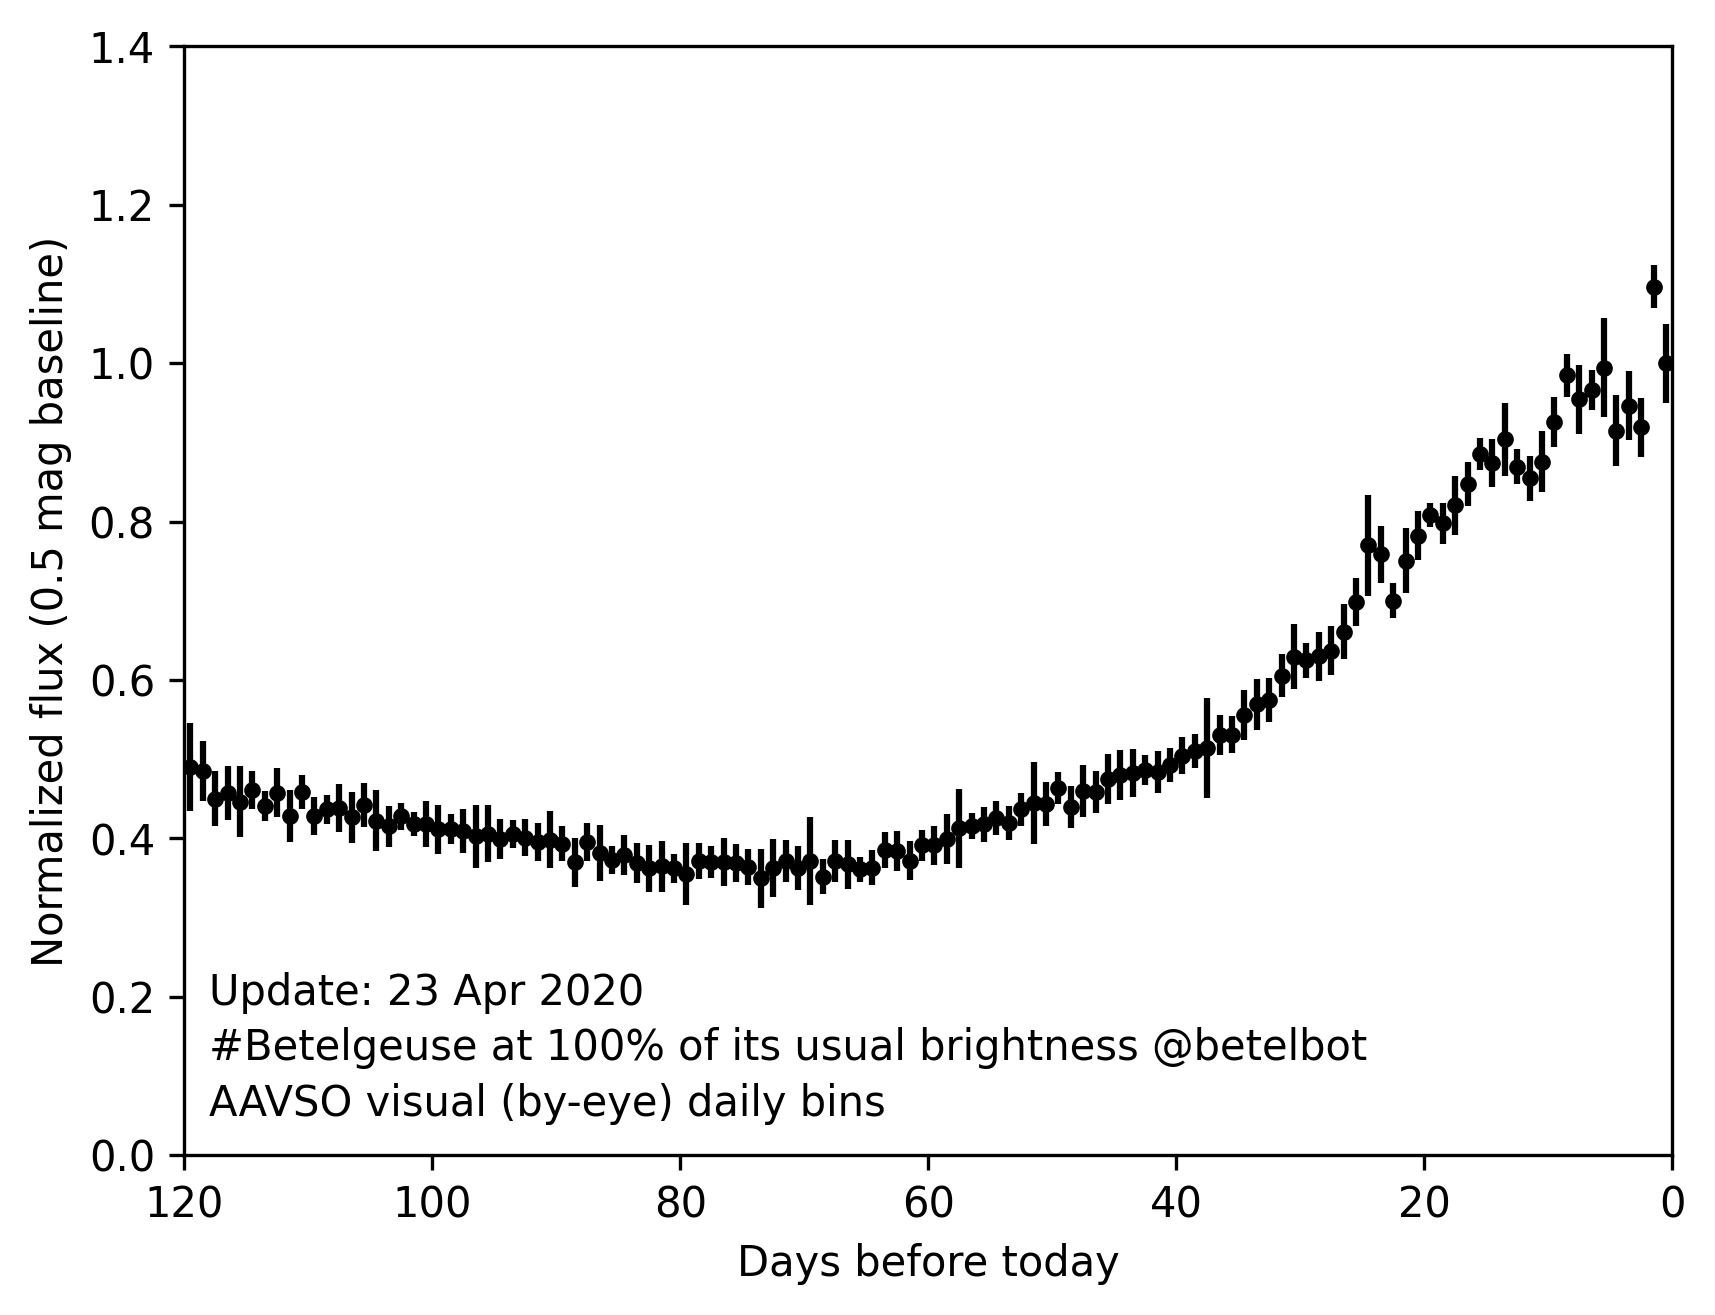 1.4
1.2
1.0
0.8
0.6
0.4
0.2
0.0
Normalized flux (0.5 mag baseline)
Update: 23 Apr 2020
#Betelgeuse at 100% of its usual brightness @betelbot
AAVSO visual (by-eye) daily bins
120 100 80 60 40 20 0
Days before today